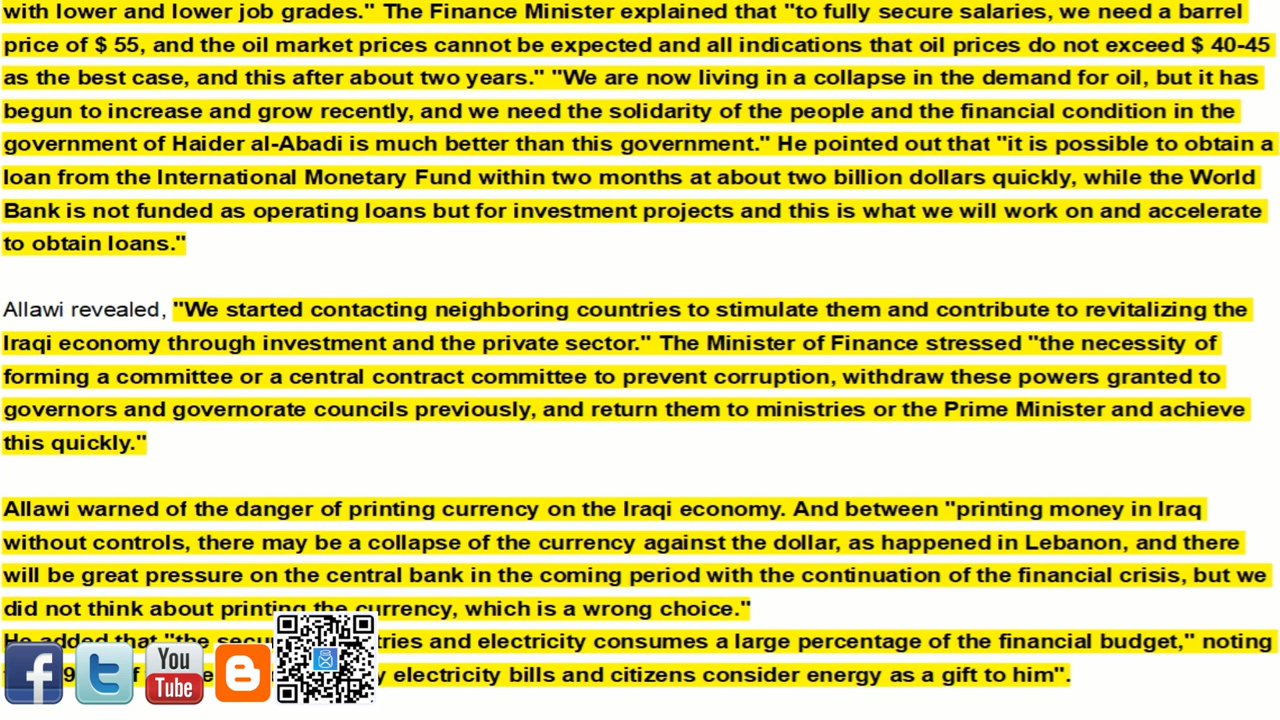 with lower and lower job grades." The Finance Minister explained that "to fully secure salaries, we need a barrel
price of $ 55, and the oil market prices cannot be expected and all indications that oil prices do not exceed $ 40-45
as the best case, and this after about two years." "We are now living in a collapse in the demand for oil, but it has
begun to increase and grow recently, and we need the solidarity of the people and the financial condition in the
government of Haider al-Abadi is much better than this government." He pointed out that "it is possible to obtain a
loan from the International Monetary Fund within two months at about two billion dollars quickly, while the World
Bank is not funded as operating loans but for investment projects and this is what we will work on and accelerate
to obtain loans."
Allawi revealed, "We started contacting neighboring countries to stimulate them and contribute to revitalizing the
Iraqi economy through investment and the private sector." The Minister of Finance stressed "the necessity of
forming a committee or a central contract committee to prevent corruption, withdraw these powers granted to
governors and governorate councils previously, and return them to ministries or the Prime Minister and achieve
this quickly."
Allawi warned of the danger of printing currency on the Iraqi economy. And between "printing money in Iraq
without controls, there may be a collapse of the currency against the dollar, as happened in Lebanon, and there
will be great pressure on the central bank in the coming period with the continuation of the financial crisis, but we
did not think about printing the currency, which is a wrong choice."
He added that "the and electricity consumes a large percentage of the financial budget," noting
electricity bills and citizens consider energy as a gift to him".
You
Tube